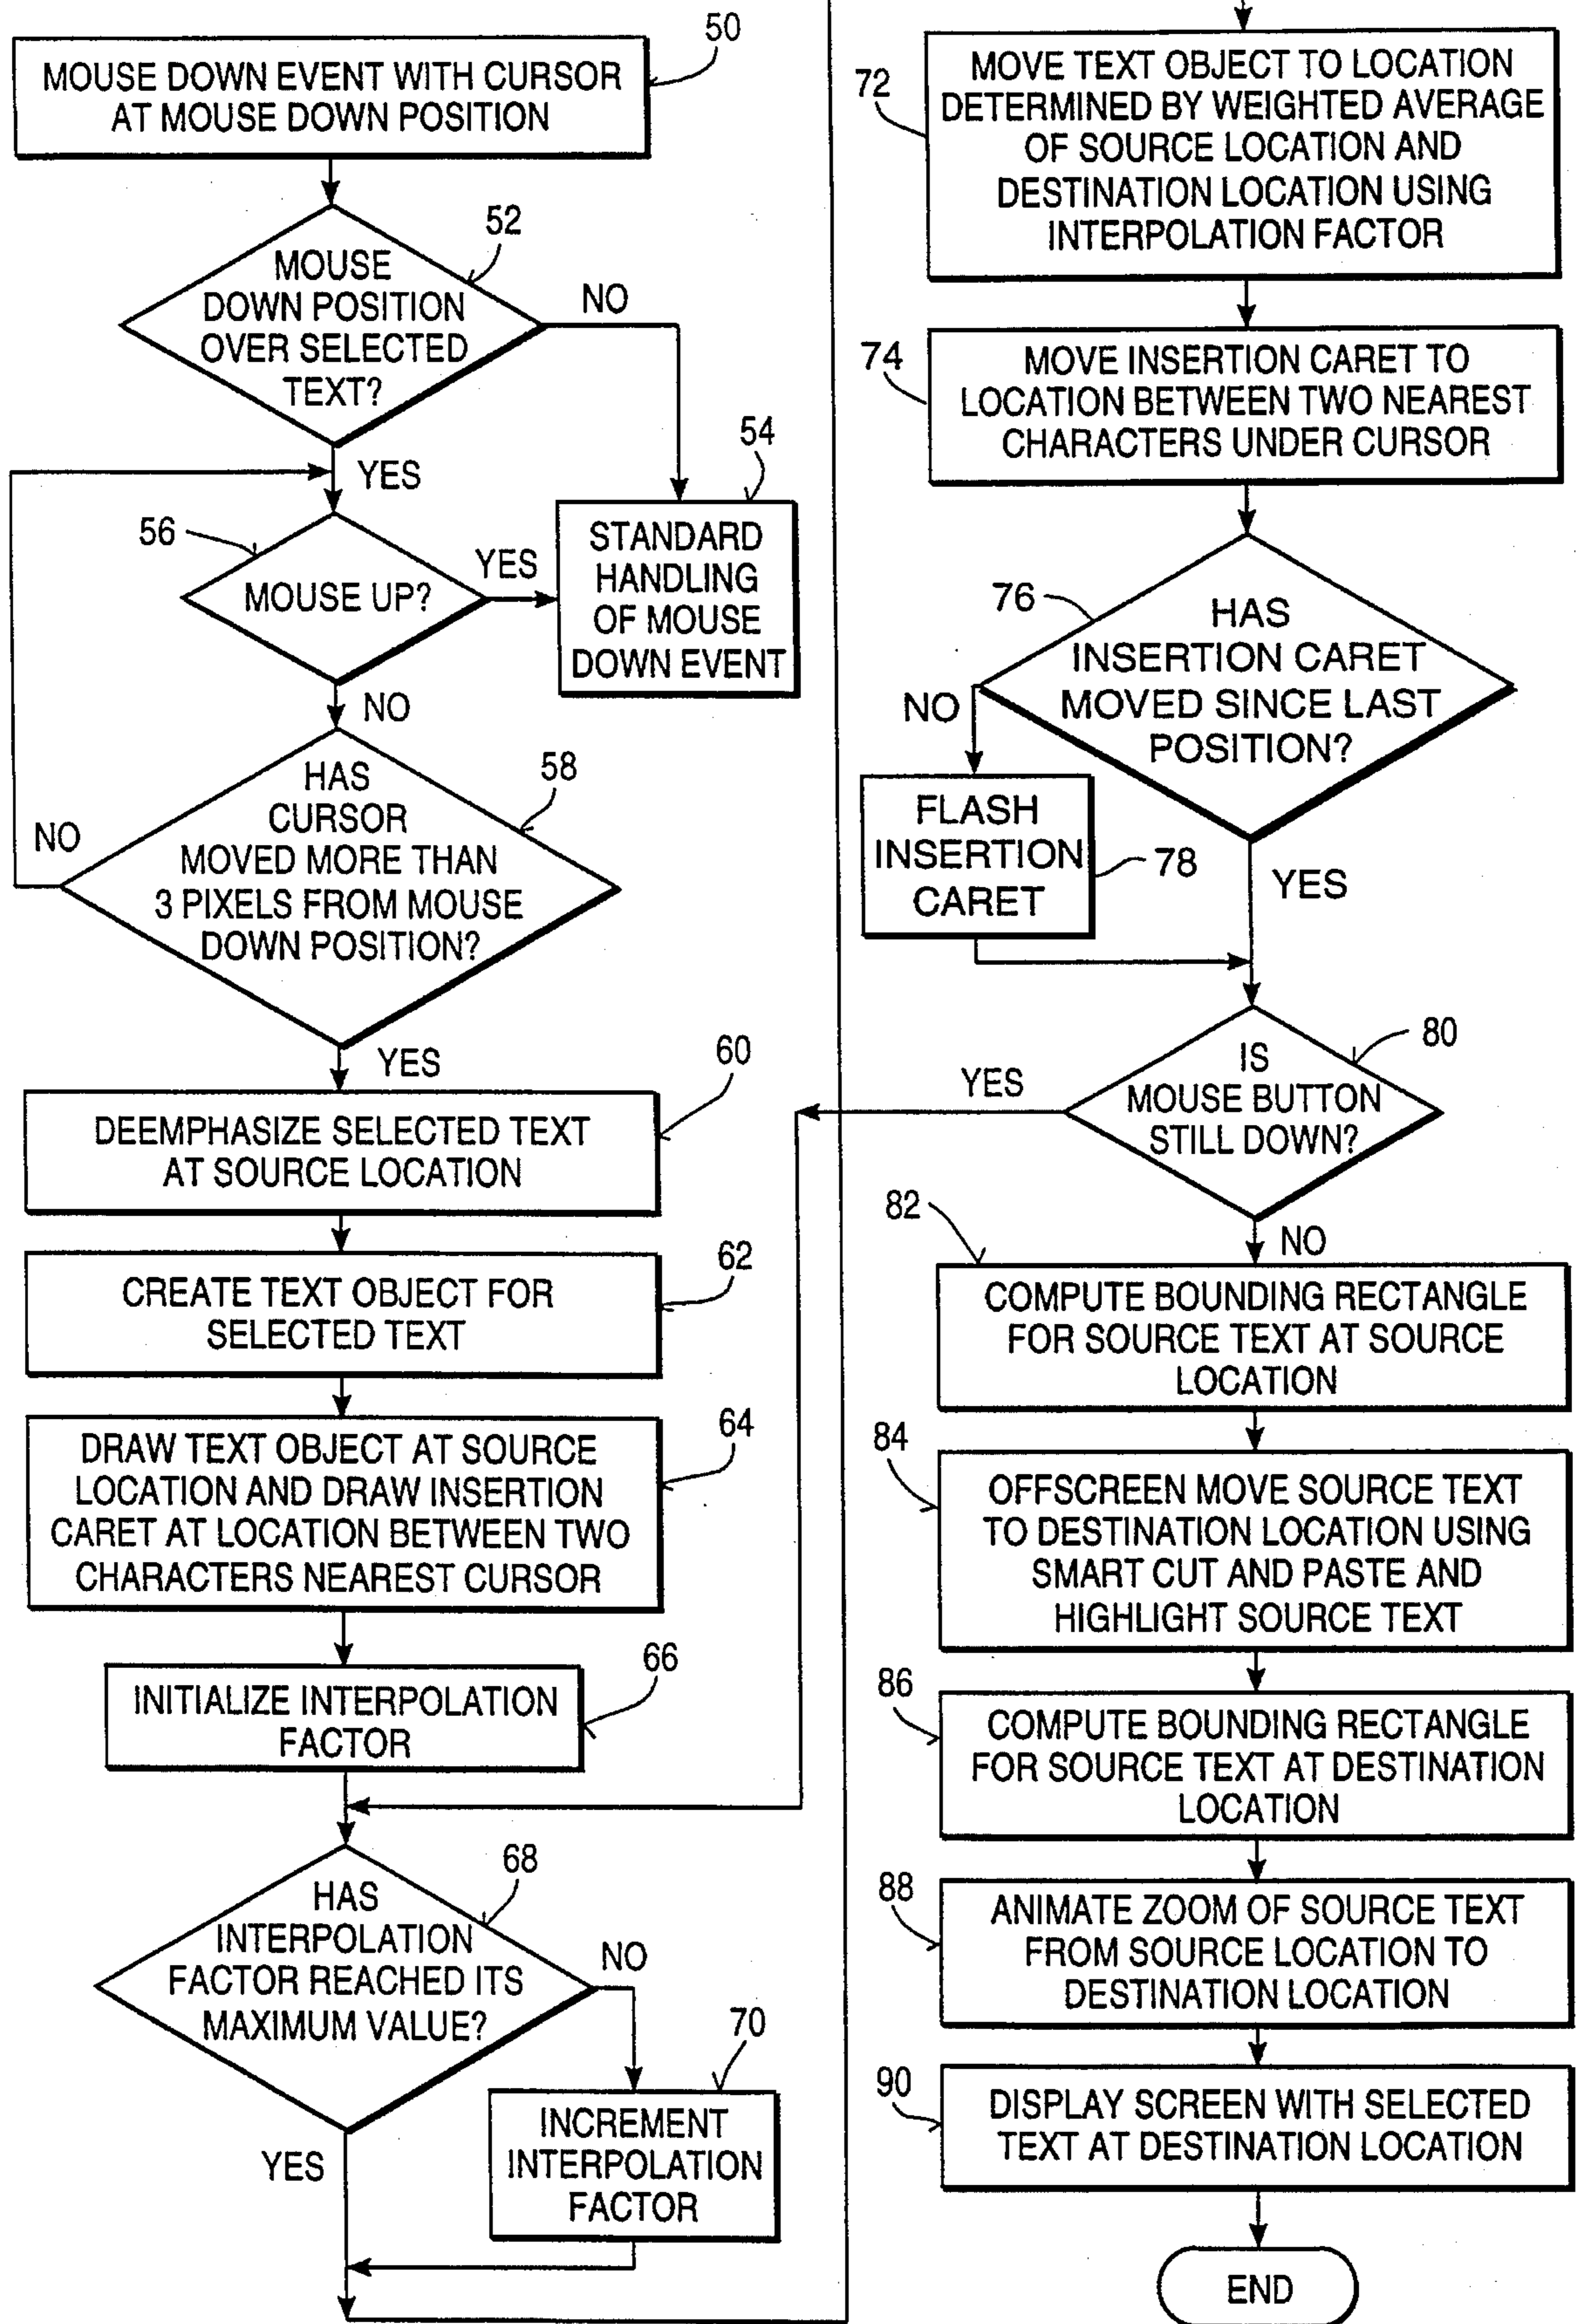 50
MOUSE DOWN EVENT WITH CURSOR
AT MOUSE DOWN POSITION
52
MOUSE
DOWN POSITION
OVER SELECTED
TEXT?
NO
YES
54
STANDARD
HANDLING
OF MOUSE
DOWN EVENT
56
MOUSE UP?
YES
NO
58
HAS
CURSOR
MOVED MORE THAN
3 PIXELS FROM MOUSE
DOWN POSITION?
NO
YES
60
DEEMPHASIZE SELECTED TEXT
AT SOURCE LOCATION
62
CREATE TEXT OBJECT FOR
SELECTED TEXT
64
DRAW TEXT OBJECT AT SOURCE
LOCATION AND DRAW INSERTION
CARET AT LOCATION BETWEEN TWO
CHARACTERS NEAREST CURSOR
66
INITIALIZE INTERPOLATION
FACTOR
68
HAS
INTERPOLATION
FACTOR REACHED ITS
MAXIMUM VALUE?
NO
YES
70
INCREMENT
INTERPOLATION
FACTOR
72
MOVE TEXT OBJECT TO LOCATION
DETERMINED BY WEIGHTED AVERAGE
OF SOURCE LOCATION AND
DESTINATION LOCATION USING
INTERPOLATION FACTOR
74
MOVE INSERTION CARET TO
LOCATION BETWEEN TWO NEAREST
CHARACTERS UNDER CURSOR
76
HAS
INSERTION CARET
MOVED SINCE LAST
POSITION?
NO
YES
FLASH
INSERTION
CARET
78
80
IS
MOUSE BUTTON
STILL DOWN?
YES
NO
82
COMPUTE BOUNDING RECTANGLE
FOR SOURCE TEXT AT SOURCE
LOCATION
84
OFFSCREEN MOVE SOURCE TEXT
TO DESTINATION LOCATION USING
SMART CUT AND PASTE AND
HIGHLIGHT SOURCE TEXT
86
COMPUTE BOUNDING RECTANGLE
FOR SOURCE TEXT AT DESTINATION
LOCATION
88
ANIMATE ZOOM OF SOURCE TEXT
FROM SOURCE LOCATION TO
DESTINATION LOCATION
90
DISPLAY SCREEN WITH SELECTED
TEXT AT DESTINATION LOCATION
END